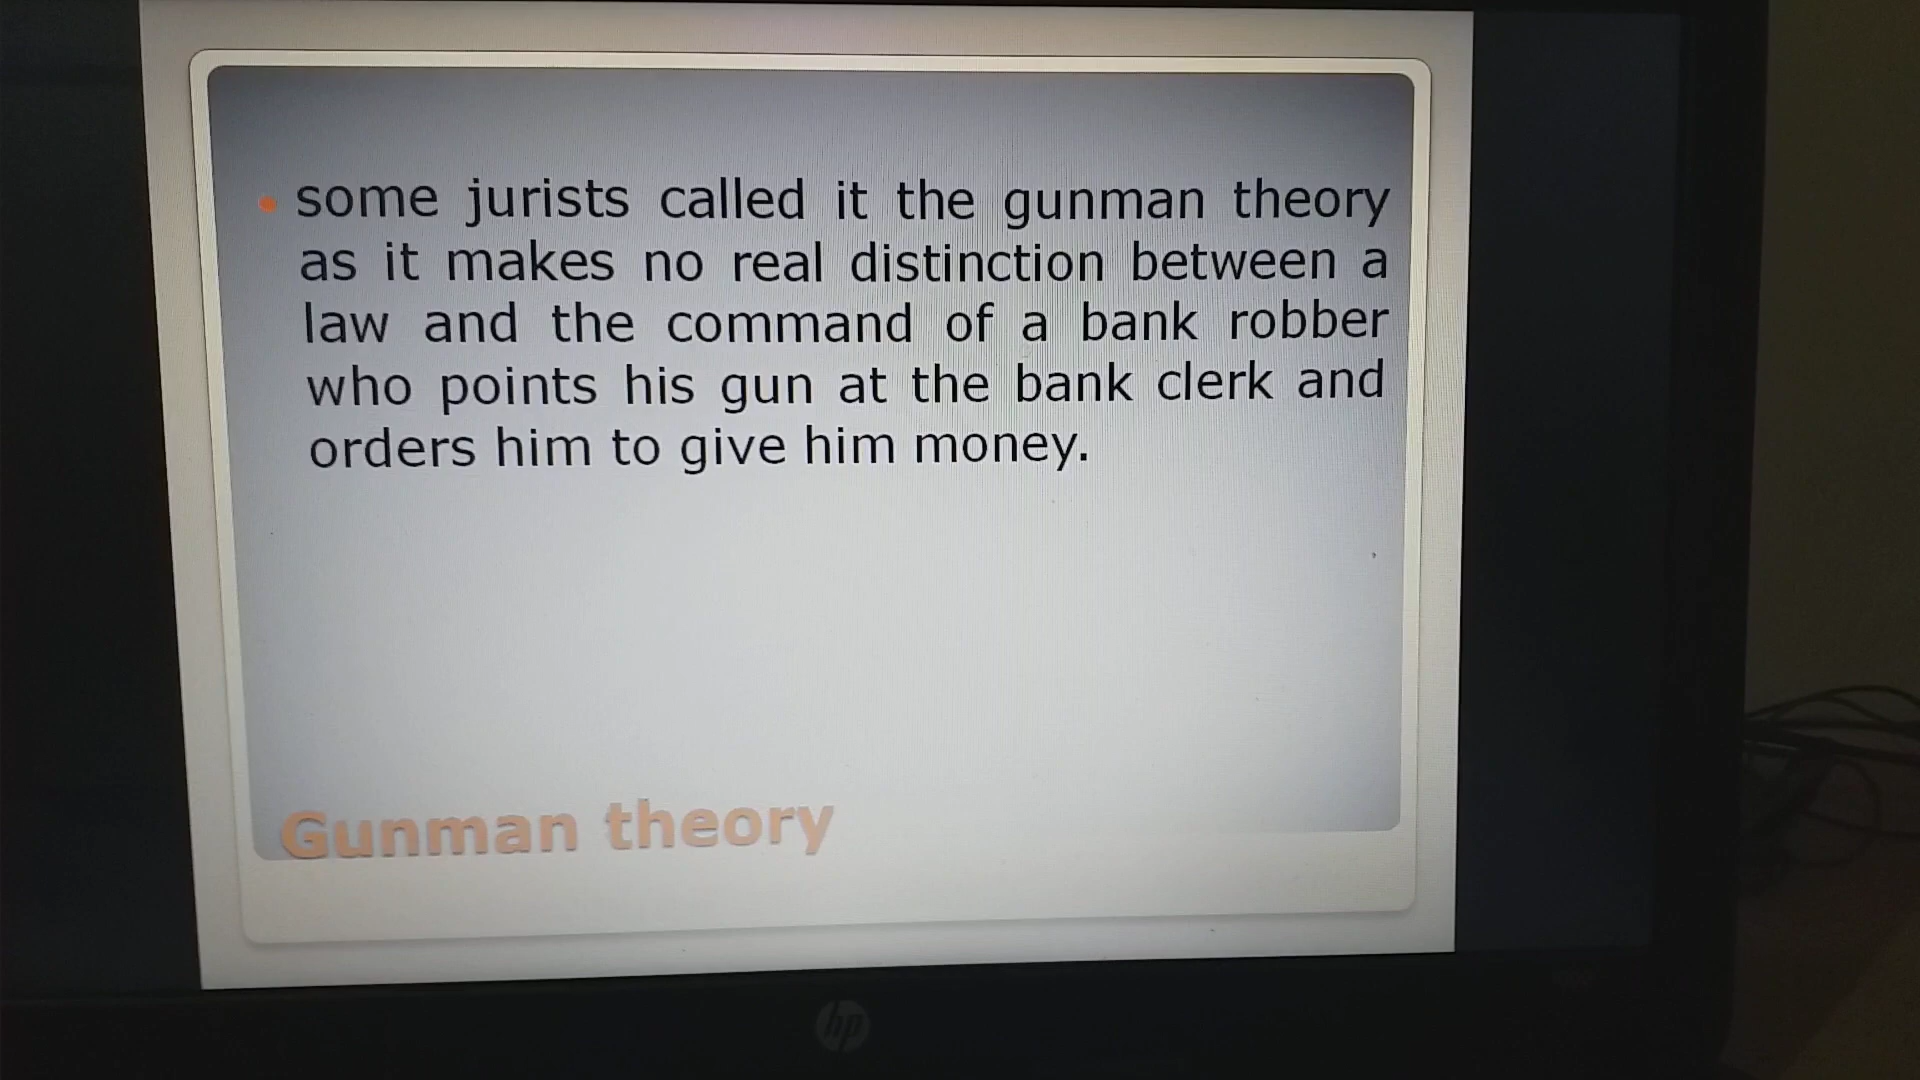 some jurists called it the gunman theory
as it makes no real distinction between a
law and the command of a bank robber
who points his gun at the bank clerk and
orders him to give him money.
Gunman theory
hp